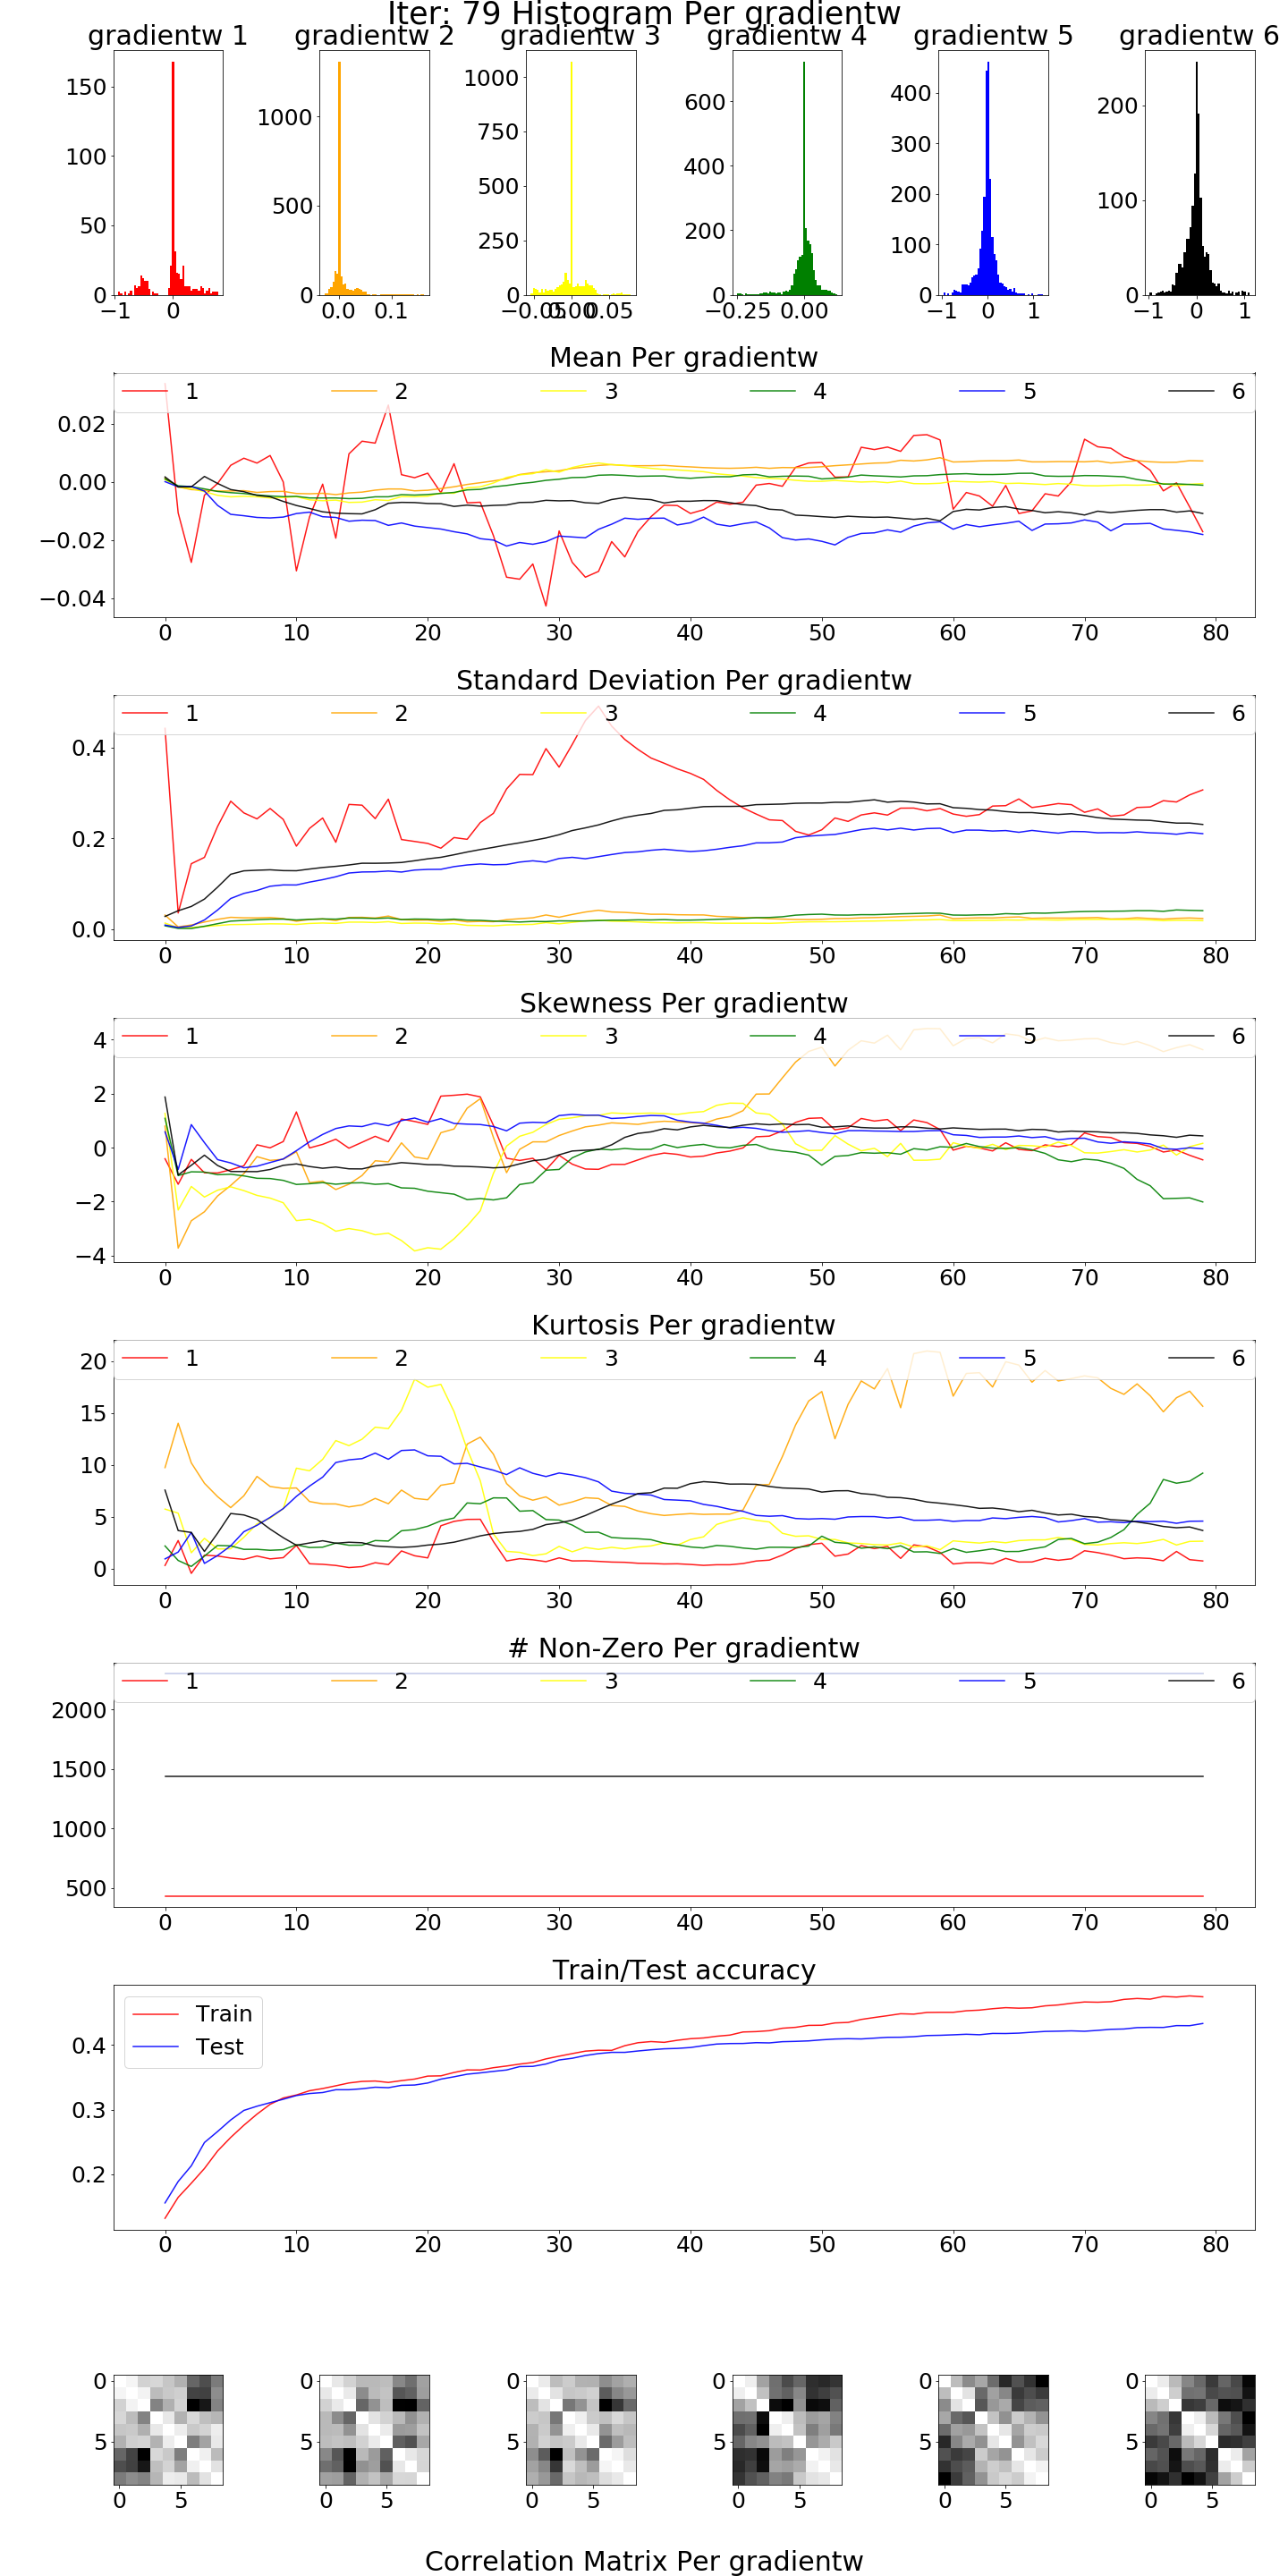 Iter: 79 Histogram Per gradientw
gradientw 1 gradientw 2 gradientw 3 gradientw 4 gradientw 5 gradientw 6
150
100
50
0
−1 0
1000
500
0
0.0 0.1
1000
750
500
250
0
−0.05 0.00 0.05
600
400
200
0
−0.25 0.00
400
300
200
100
0
−1 0 1
200
100
0
−1 0 1
Mean Per gradientw
1 2 3 4 5 6
0.02
0.00
−0.02
−0.04
0 10 20 30 40 50 60 70 80
Standard Deviation Per gradientw
1 2 3 4 5 6
0.4
0.2
0.0
0 10 20 30 40 50 60 70 80
Skewness Per gradientw
1 2 3 4 5 6
4
2
0
−2
−4
0 10 20 30 40 50 60 70 80
Kurtosis Per gradientw
1 2 3 4 5 6
20
15
10
5
0
0 10 20 30 40 50 60 70 80
# Non-Zero Per gradientw
1 2 3 4 5 6
2000
1500
1000
500
0 10 20 30 40 50 60 70 80
Train/Test accuracy
Train
Test
0.4
0.3
0.2
0 10 20 30 40 50 60 70 80
0 0 0 0 0 0
5 5 5 5 5 5
0 5 0 5 0 5 0 5 0 5 0 5
Correlation Matrix Per gradientw